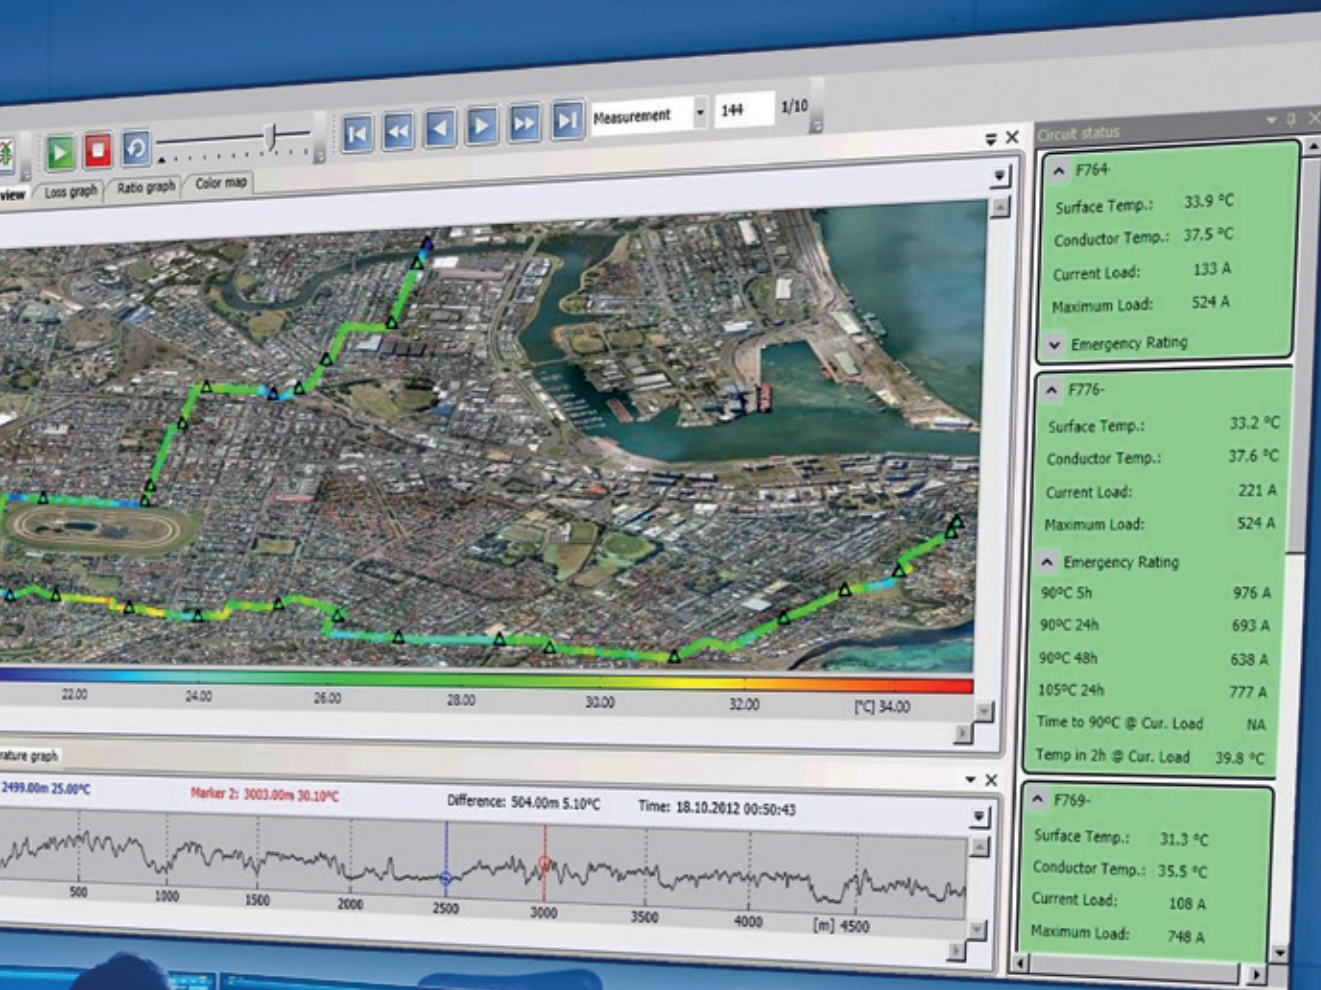 Measurement 144 1/10
view Loss graph Ratio graph Color map
22.00 24.00 26.00 28.00 30.00 32.00 [°C] 34.00
rature graph
2499.00m 25.00°C Marker 2: 3003.00m 30.10°C Difference: 504.00m 5.10°C Time: 18.10.2012 00:50:43
500 1000 1500 2000 2500 3000 3500 4000 [m] 4500
Circuit status
F764-
Surface Temp.: 33.9 °C
Conductor Temp.: 37.5 °C
Current Load: 133 A
Maximum Load: 524 A
Emergency Rating
F776-
Surface Temp.: 33.2 °C
Conductor Temp.: 37.6 °C
Current Load: 221 A
Maximum Load: 524 A
Emergency Rating
90°C 5h 976 A
90°C 24h 693 A
90°C 48h 638 A
105°C 24h 777 A
Time to 90°C @ Cur. Load NA
Temp in 2h @ Cur. Load 39.8 °C
F769-
Surface Temp.: 31.3 °C
Conductor Temp.: 35.5 °C
Current Load: 108 A
Maximum Load: 748 A